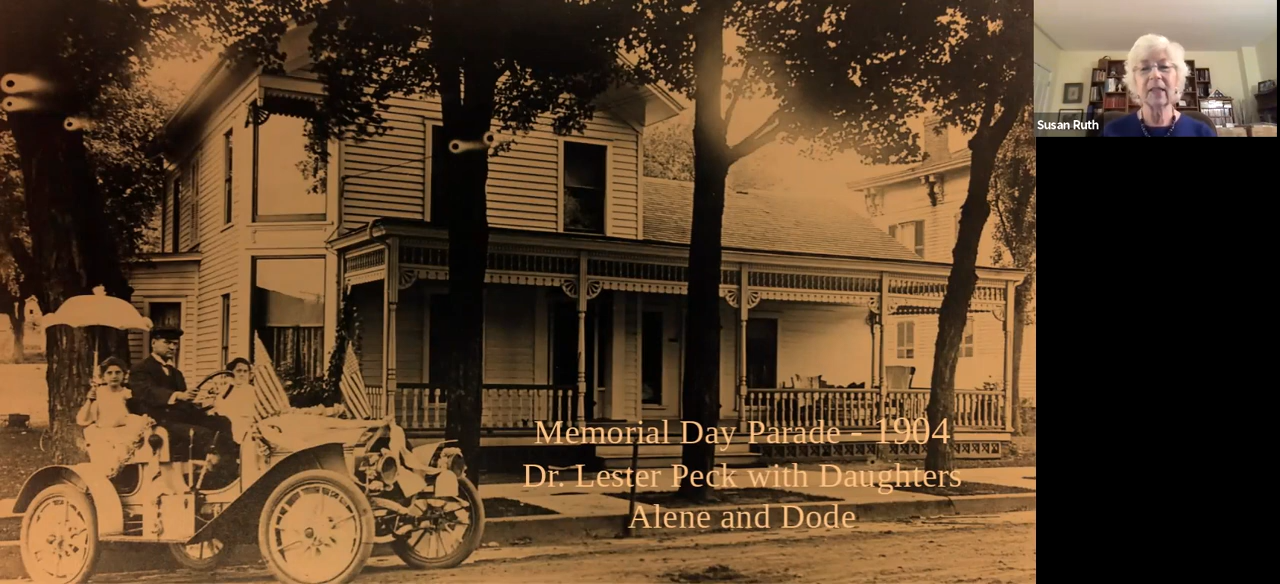 Susan Ruth
Memorial Day Parade - 1904
Dr. Lester Peck with Daughters
Alene and Dode